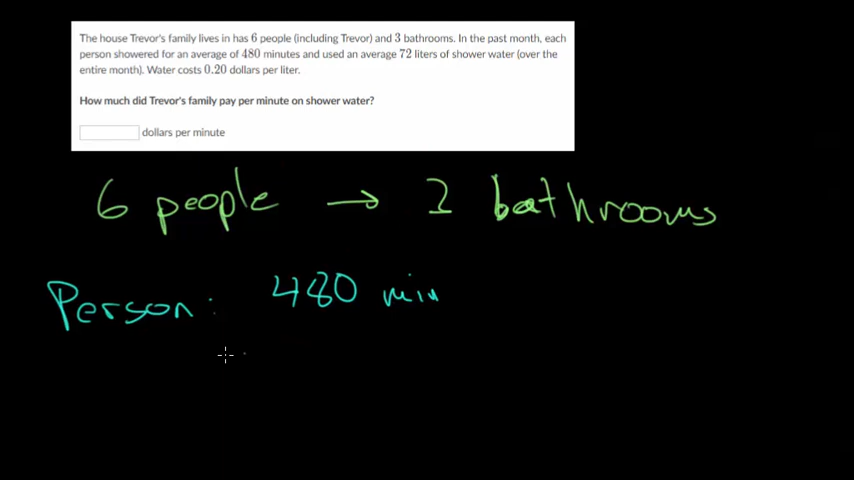 The house Trevor's family lives in has 6 people (including Trevor) and 3 bathrooms. In the past month, each
person showered for an average of 480 minutes and used an average 72 liters of shower water (over the
entire month). Water costs 0.20 dollars per liter.
How much did Trevor's family pay per minute on shower water?
dollars per minute
6 people → 2 bathrooms
Person: 480 min